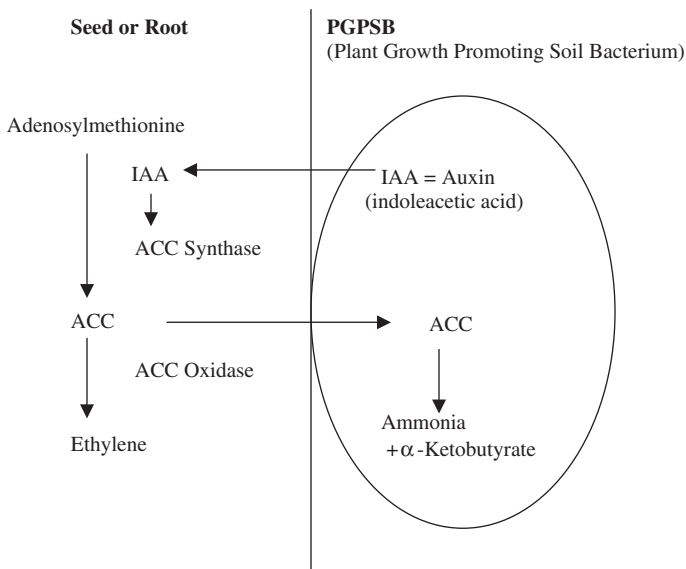 Seed or Root
PGPSB
(Plant Growth Promoting Soil Bacterium)
Adenosylmethionine
IAA
IAA = Auxin
(indoleacetic acid)
ACC Synthase
ACC
ACC
ACC Oxidase
Ammonia
+α-Ketobutyrate
Ethylene